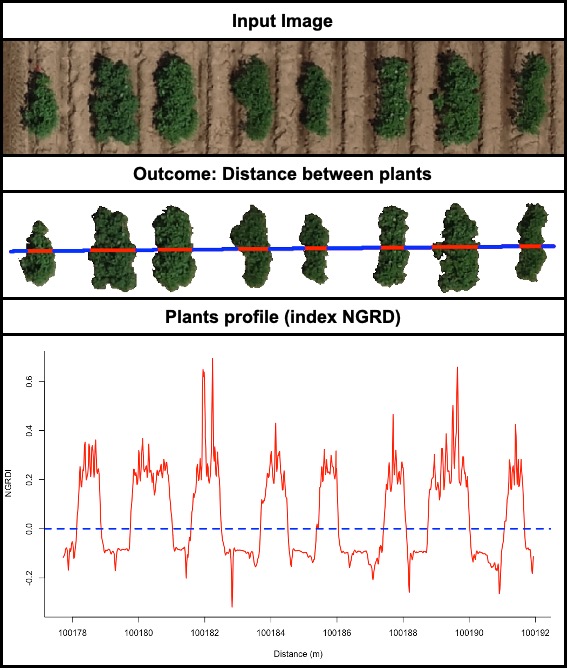 Input Image
Outcome: Distance between plants
Plants profile (index NGRD)
0.6
0.4
0.2
0.0
-0.2
NGRDI
100178 100180 100182 100184 100186 100188 100190 100192
Distance (m)